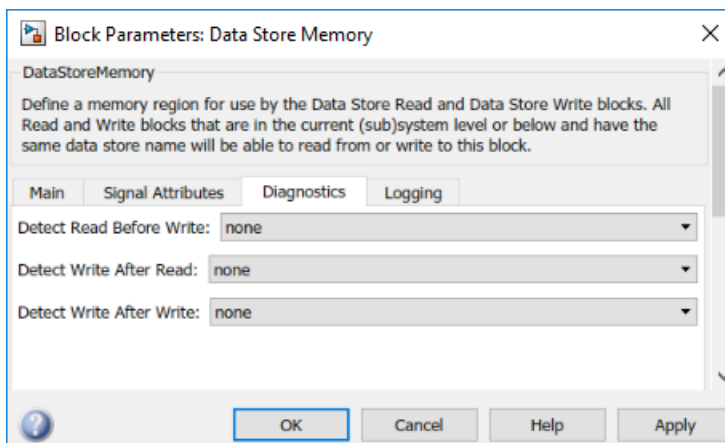 Block Parameters: Data Store Memory
DataStoreMemory
Define a memory region for use by the Data Store Read and Data Store Write blocks. All
Read and Write blocks that are in the current (sub)system level or below and have the
same data store name will be able to read from or write to this block.
Main Signal Attributes Diagnostics Logging
Detect Read Before Write: none
Detect Write After Read: none
Detect Write After Write: none
? OK Cancel Help Apply